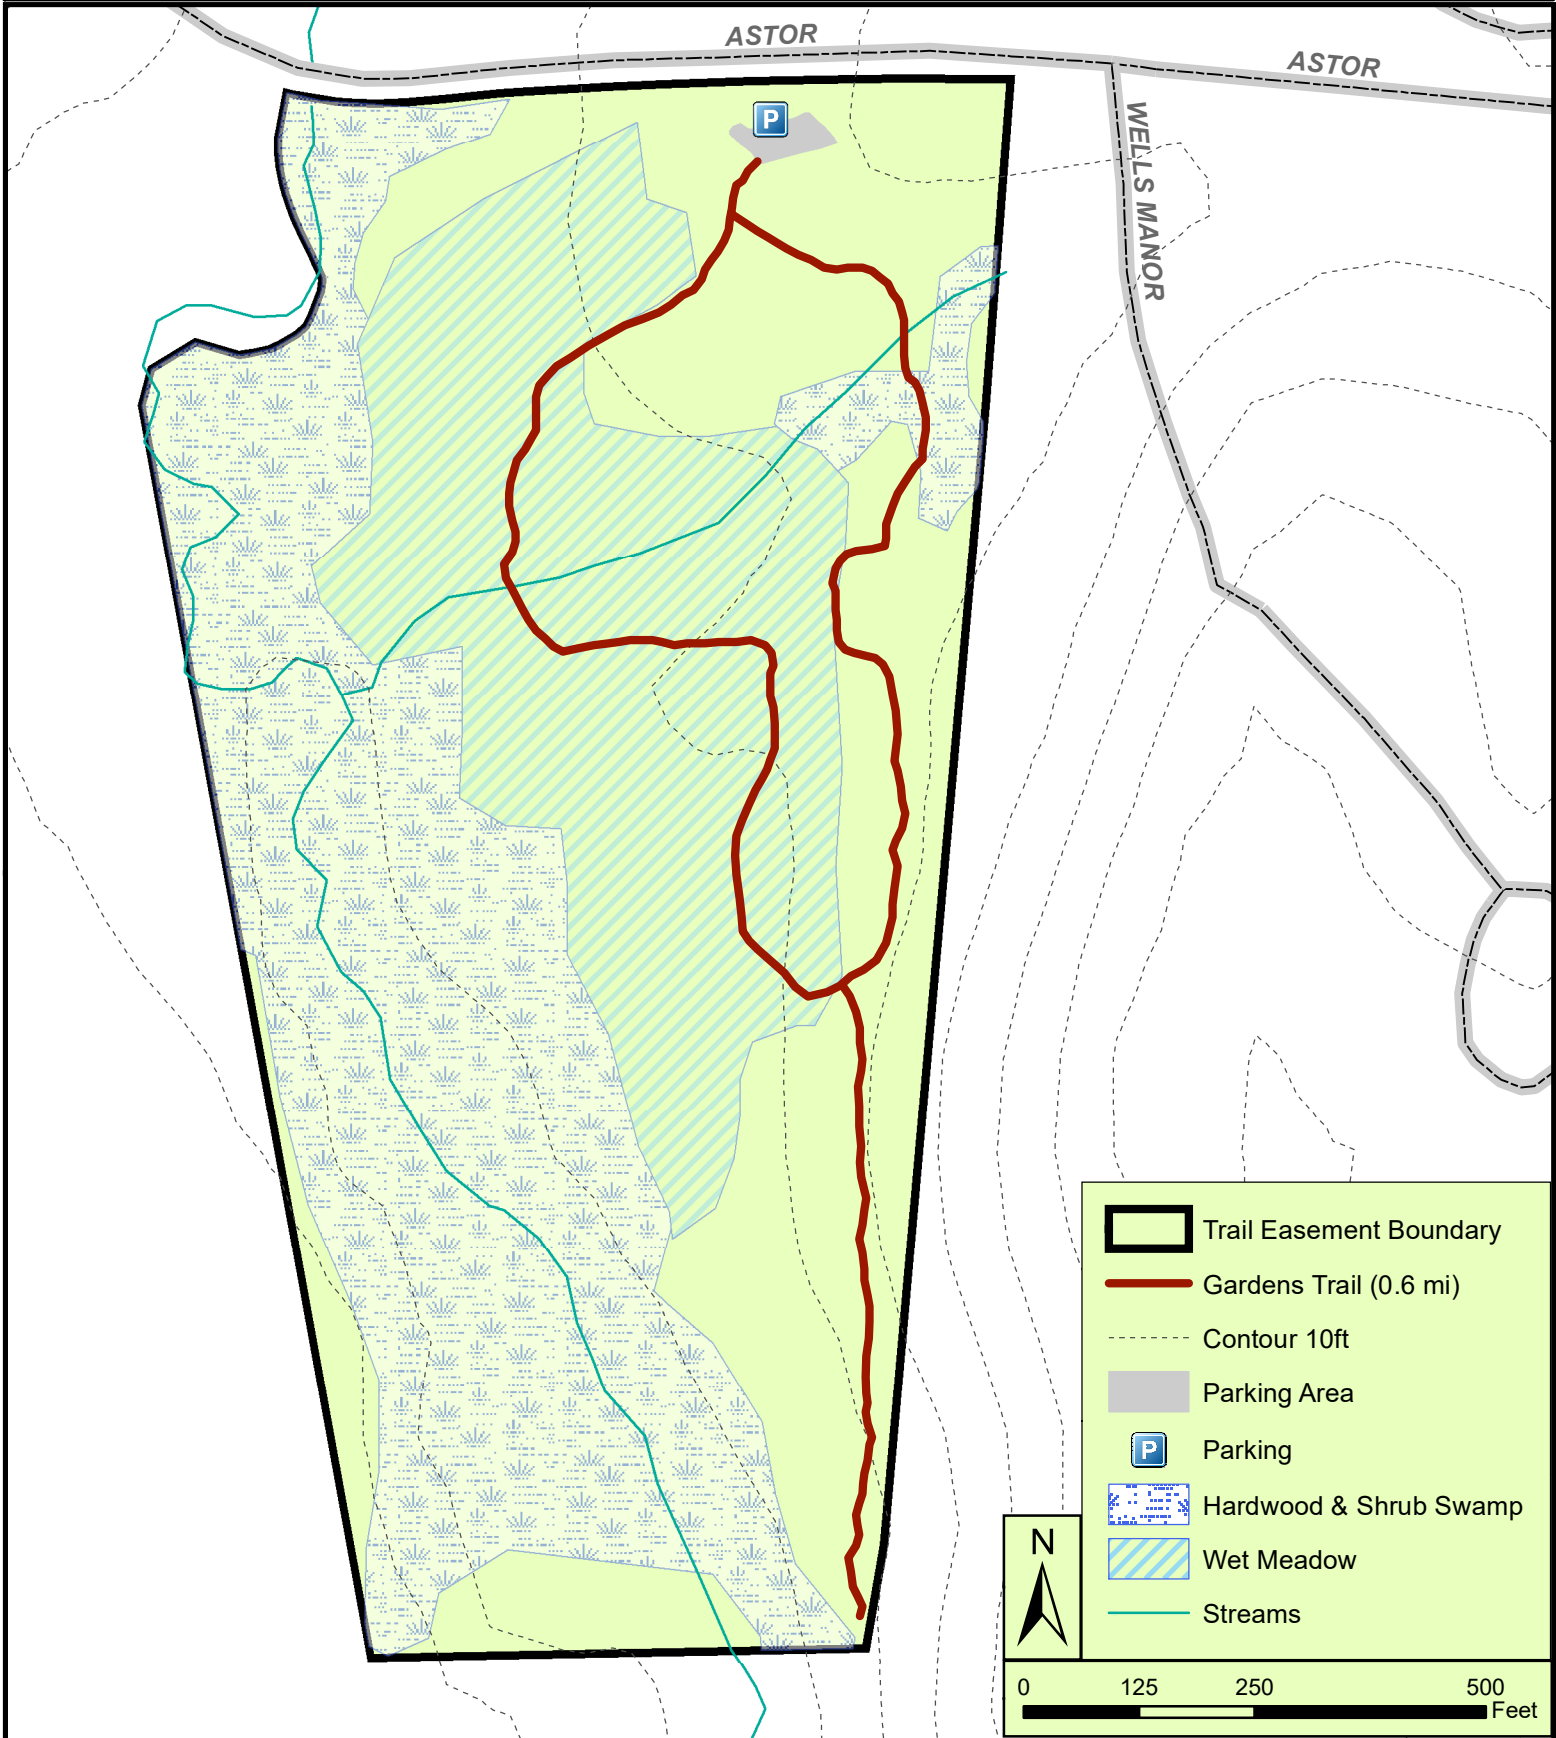 ASTOR
ASTOR
WELLS MANOR
P
Trail Easement Boundary
Gardens Trail (0.6 mi)
Contour 10ft
Parking Area
P Parking
Hardwood & Shrub Swamp
Wet Meadow
Streams
N
0 125 250 500
Feet